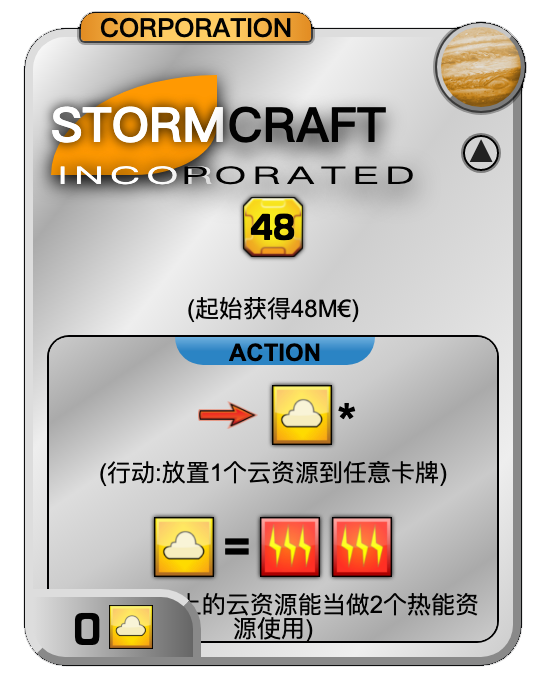 CORPORATION
STORMCRAFT
INCORPORATED
48
(起始获得48M€)
ACTION
*
(行动:放置1个云资源到任意卡牌)
=
上的云资源能当做2个热能资
源使用)
0